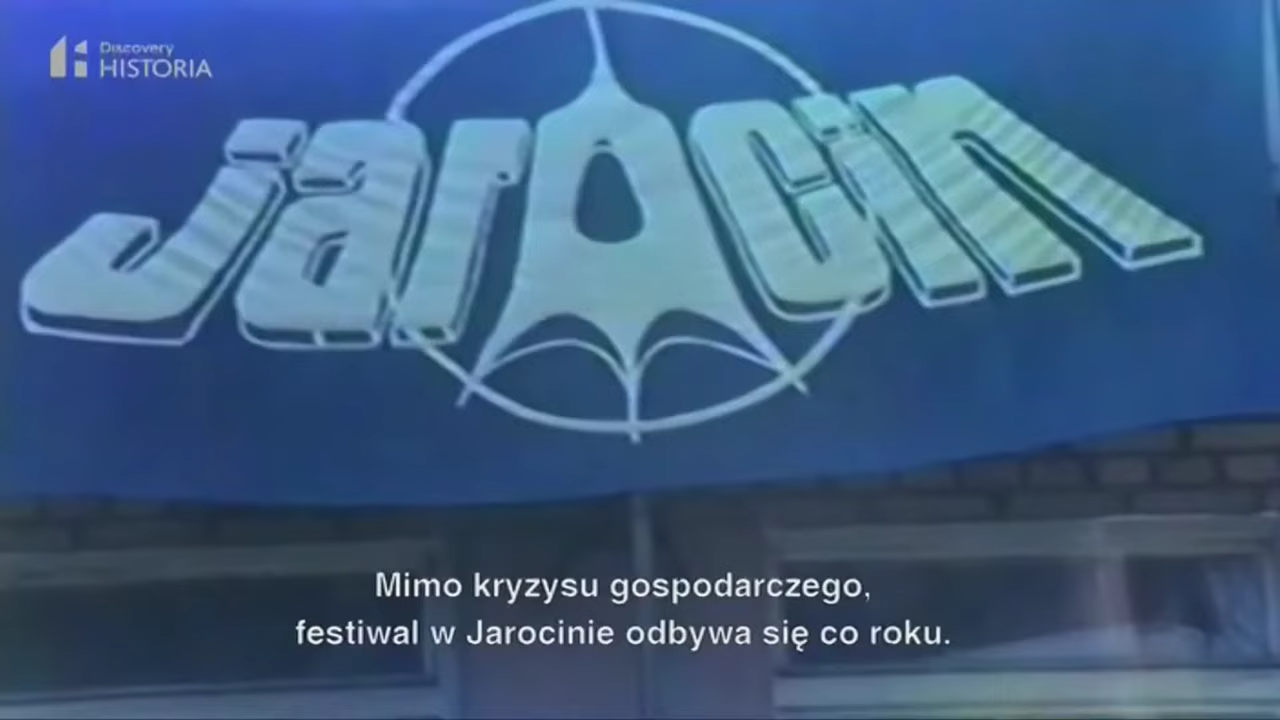 Discovery
HISTORIA
Jarocin
Mimo kryzysu gospodarczego,
festiwal w Jarocinie odbywa się co roku.